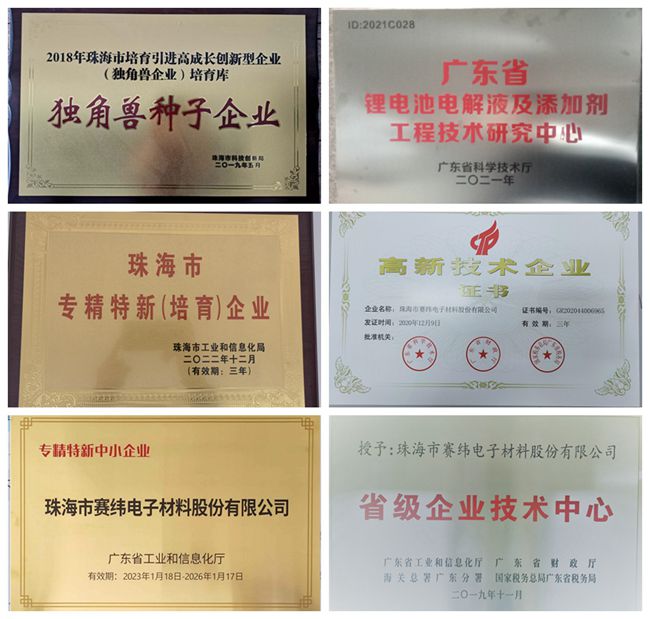 2018年珠海市培育引进高成长创新型企业
（独角兽企业）培育库
独角兽种子企业
珠海市科技创新局
二〇一九年五月
ID:2021C028
广东省
锂电池电解液及添加剂
工程技术研究中心
广东省科学技术厅
二〇二一年
珠海市
专精特新(培育)企业
珠海市工业和信息化局
二〇二二年十二月
(有效期：三年)
高新技术企业
证书
企业名称：珠海市赛纬电子材料股份有限公司
证书编号：GR202044006965
发证时间：2020年12月9日
有效期：三年
批准机关：
专精特新中小企业
珠海市赛纬电子材料股份有限公司
广东省工业和信息化厅
有效期：2023年1月18日-2026年1月17日
授予：珠海市赛纬电子材料股份有限公司
省级企业技术中心
广东省工业和信息化厅 广东省财政厅
海关总署广东分署 国家税务总局广东省税务局
二〇一九年十一月